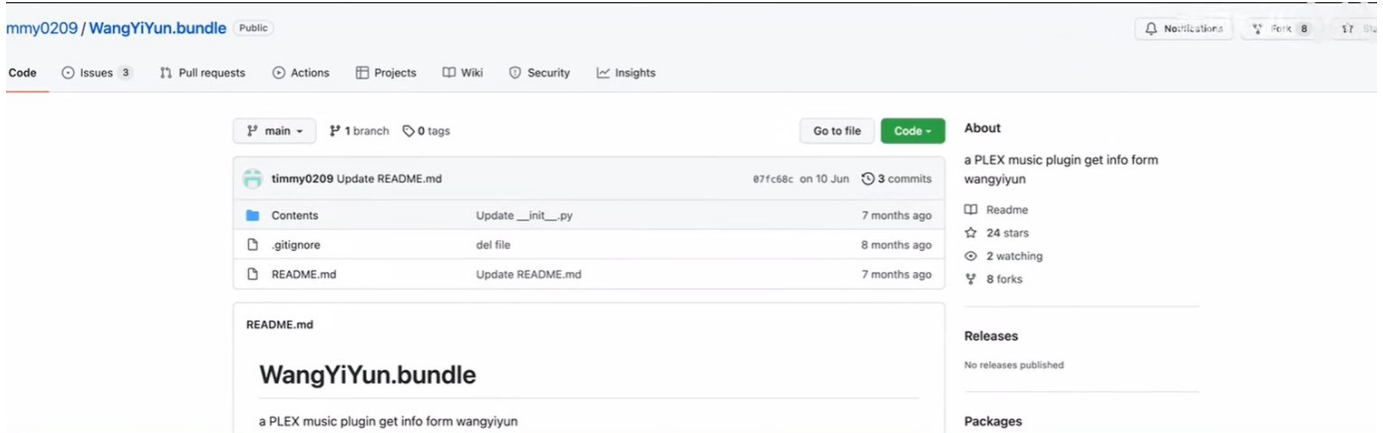 mmy0209 / WangYiYun.bundle Public
Notifications Fork 8
Code Issues 3 Pull requests Actions Projects Wiki Security Insights
main 1 branch 0 tags Go to file Code
About
a PLEX music plugin get info form
wangyiyun
timmy0209 Update README.md 07fc68c on 10 Jun 3 commits
Contents Update __init__.py 7 months ago
.gitignore del file 8 months ago
README.md Update README.md 7 months ago
Readme
24 stars
2 watching
8 forks
README.md
WangYiYun.bundle
a PLEX music plugin get info form wangyiyun
Releases
No releases published
Packages